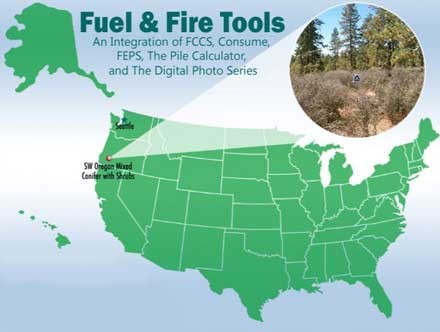 Fuel & Fire Tools
An Integration of FCCS, Consume,
FEPS, The Pile Calculator,
and The Digital Photo Series
Seattle
SW Oregon Mixed
Conifer with Shrubs